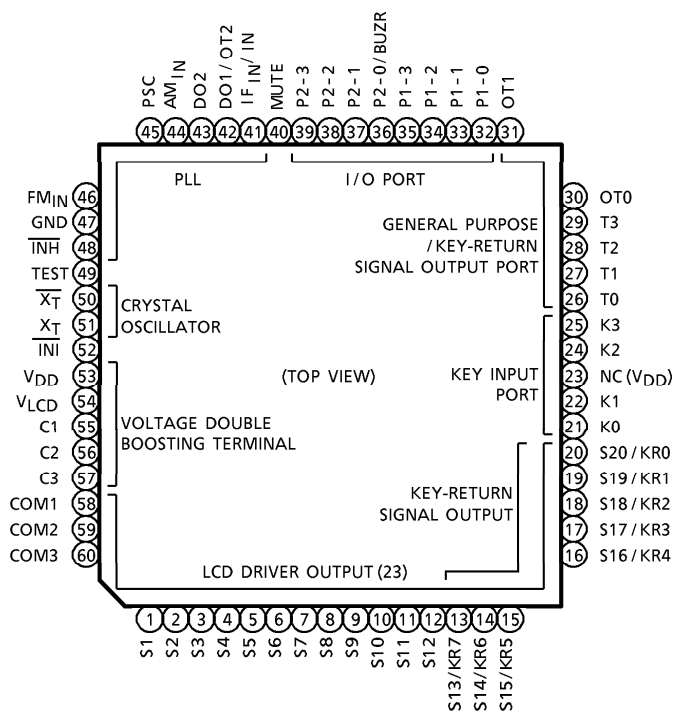 PSC
AMIN
DO2
DO1/OT2
IFIN/IN
MUTE
P2-3
P2-2
P2-1
P2-0/BUZR
P1-3
P1-2
P1-1
P1-0
OT1
45 44 43 42 41 40 39 38 37 36 35 34 33 32 31
PLL
I/O PORT
GENERAL PURPOSE
/KEY-RETURN
SIGNAL OUTPUT PORT
FMIN 46
GND 47
INH 48
TEST 49
XT 50
XT 51
INI 52
VDD 53
VLCD 54
C1 55
C2 56
C3 57
COM1 58
COM2 59
COM3 60
CRYSTAL
OSCILLATOR
(TOP VIEW)
VOLTAGE DOUBLE
BOOSTING TERMINAL
KEY INPUT
PORT
KEY-RETURN
SIGNAL OUTPUT
LCD DRIVER OUTPUT (23)
30 OT0
29 T3
28 T2
27 T1
26 T0
25 K3
24 K2
23 NC (VDD)
22 K1
21 K0
20 S20/KR0
19 S19/KR1
18 S18/KR2
17 S17/KR3
16 S16/KR4
1 2 3 4 5 6 7 8 9 10 11 12 13 14 15
S1
S2
S3
S4
S5
S6
S7
S8
S9
S10
S11
S12
S13/KR7
S14/KR6
S15/KR5